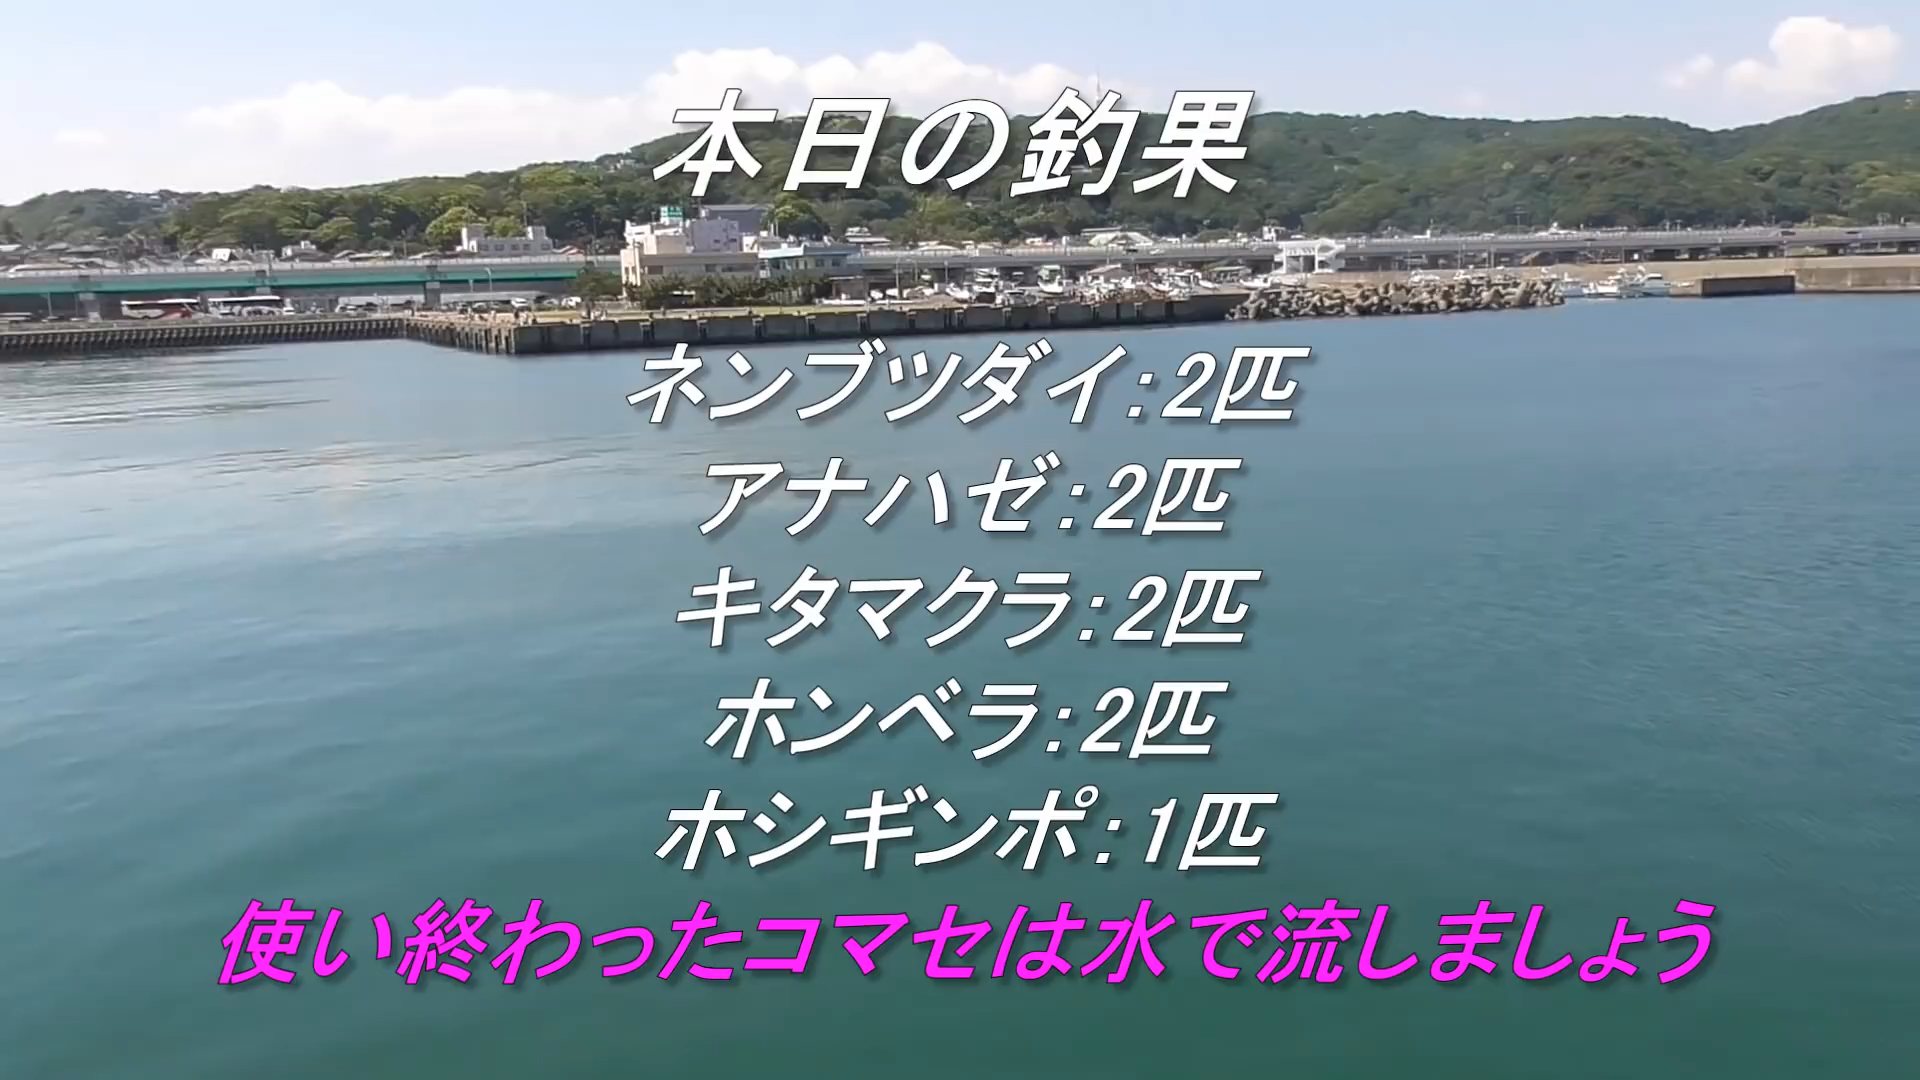 本日の釣果
ネンブツダイ：2匹
アナハゼ：2匹
キタマクラ：2匹
ホンベラ：2匹
ホシギンポ：1匹
使い終わったコマセは水で流しましょう